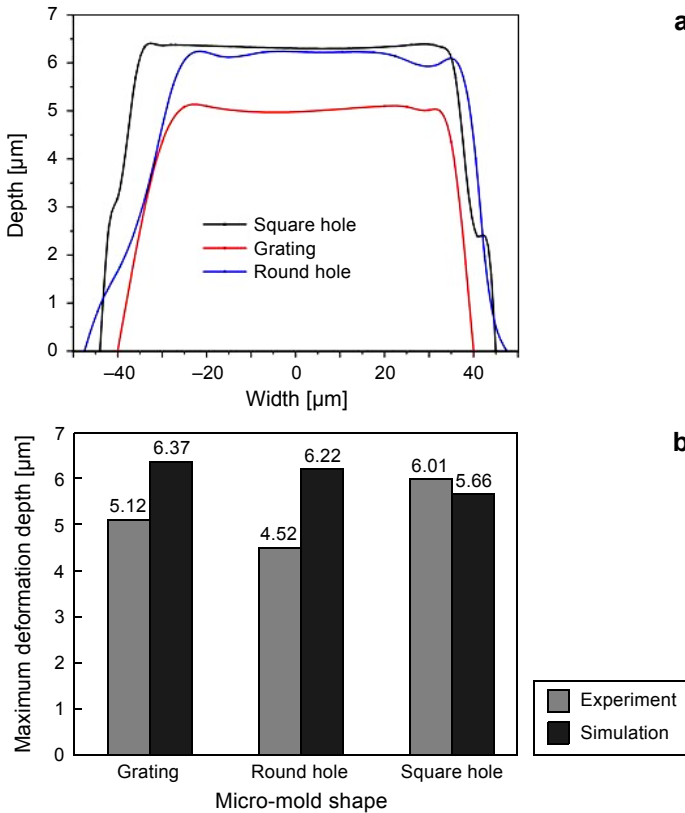 a
7
6
5
4
3
2
1
0
Depth [µm]
Square hole
Grating
Round hole
–40 –20 0 20 40
Width [µm]
b
7
6
5
4
3
2
1
0
Maximum deformation depth [µm]
5.12 6.37 4.52 6.22 6.01 5.66
Experiment
Simulation
Grating Round hole Square hole
Micro-mold shape